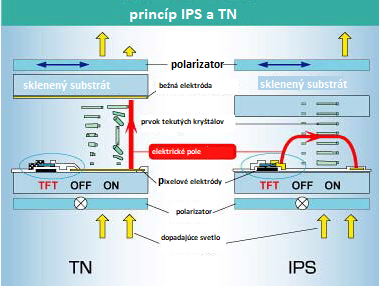 princíp IPS a TN
polarizator
sklenený substrát
sklenený substrát
bežná elektróda
prvok tekutých kryštálov
elektrické pole
pixelové elektródy
TFT OFF ON
TFT OFF ON
polarizator
dopadajúce svetlo
TN
IPS